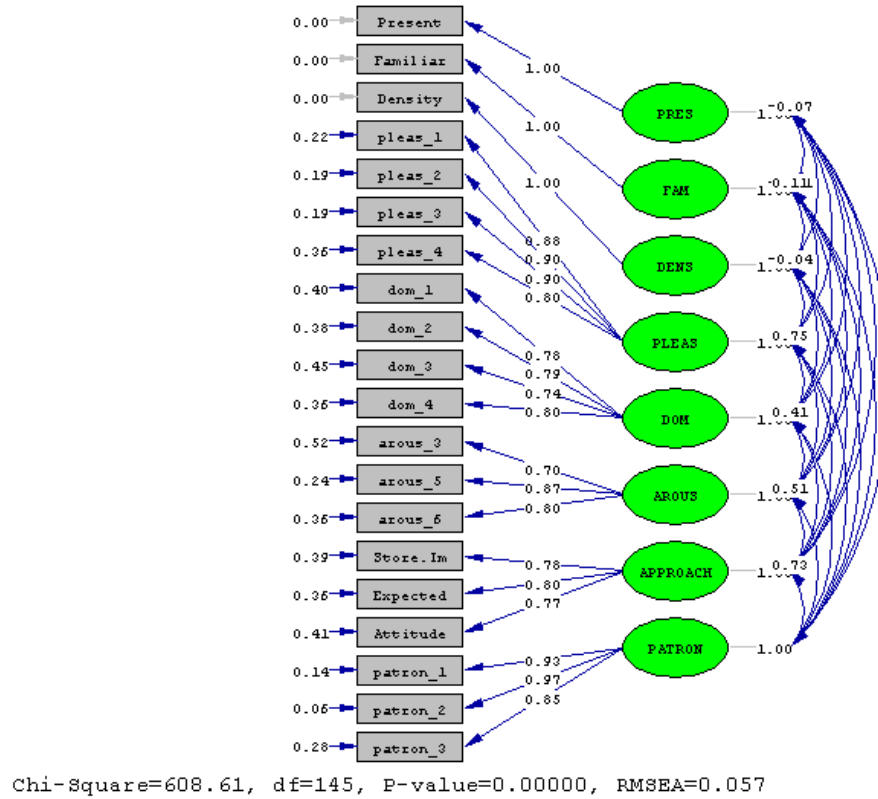 0.00 Present
0.00 Familiar
0.00 Density
0.22 pleas_1
0.19 pleas_2
0.19 pleas_3
0.36 pleas_4
0.40 dom_1
0.38 dom_2
0.45 dom_3
0.36 dom_4
0.52 arous_3
0.24 arous_5
0.36 arous_6
0.39 Store.Im
0.36 Expected
0.41 Attitude
0.14 patron_1
0.06 patron_2
0.28 patron_3
1.00
1.00
1.00
0.88
0.90
0.90
0.80
0.78
0.79
0.74
0.80
0.70
0.87
0.80
0.78
0.80
0.77
0.93
0.97
0.85
PRES
FAM
DENS
PLEAS
DOM
AROUS
APPROACH
PATRON
-0.07
-0.11
-0.04
0.75
0.41
0.51
0.73
1.00
Chi-Square=608.61, df=145, P-value=0.00000, RMSEA=0.057